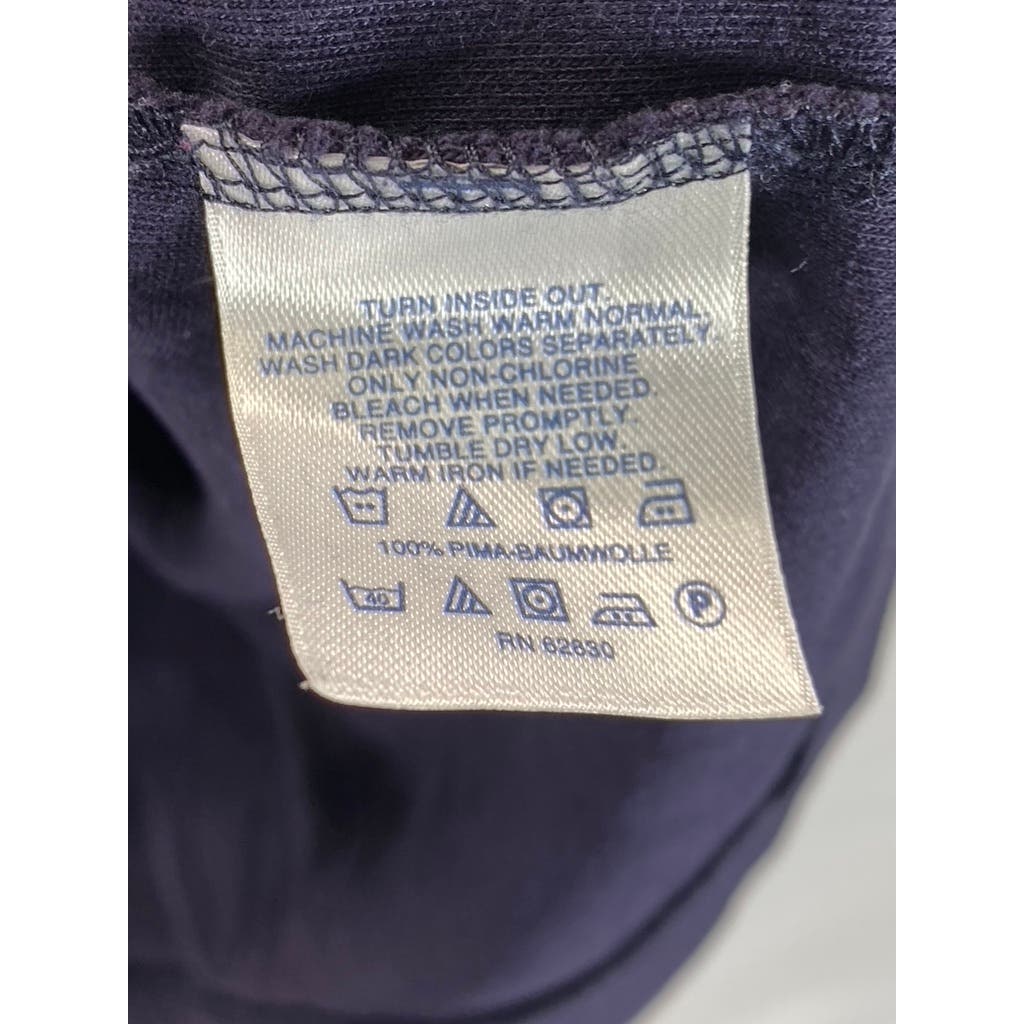 TURN INSIDE OUT.
MACHINE WASH WARM NORMAL.
WASH DARK COLORS SEPARATELY.
ONLY NON-CHLORINE
BLEACH WHEN NEEDED
REMOVE PROMPTLY.
TUMBLE DRY LOW.
WARM IRON IF NEEDED.
100% PIMA-BAUMWOLLE
40 P
RN 62830